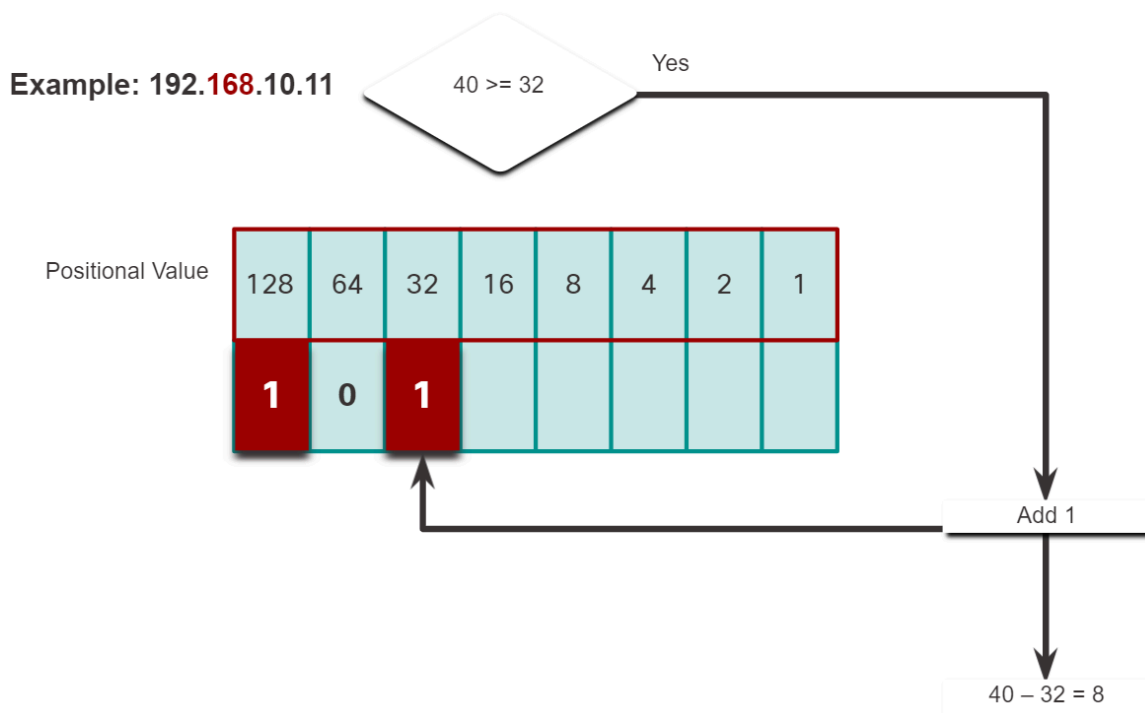 Example: 192.168.10.11
40 >= 32
Yes
Positional Value
128 64 32 16 8 4 2 1
1 0 1
Add 1
40 – 32 = 8